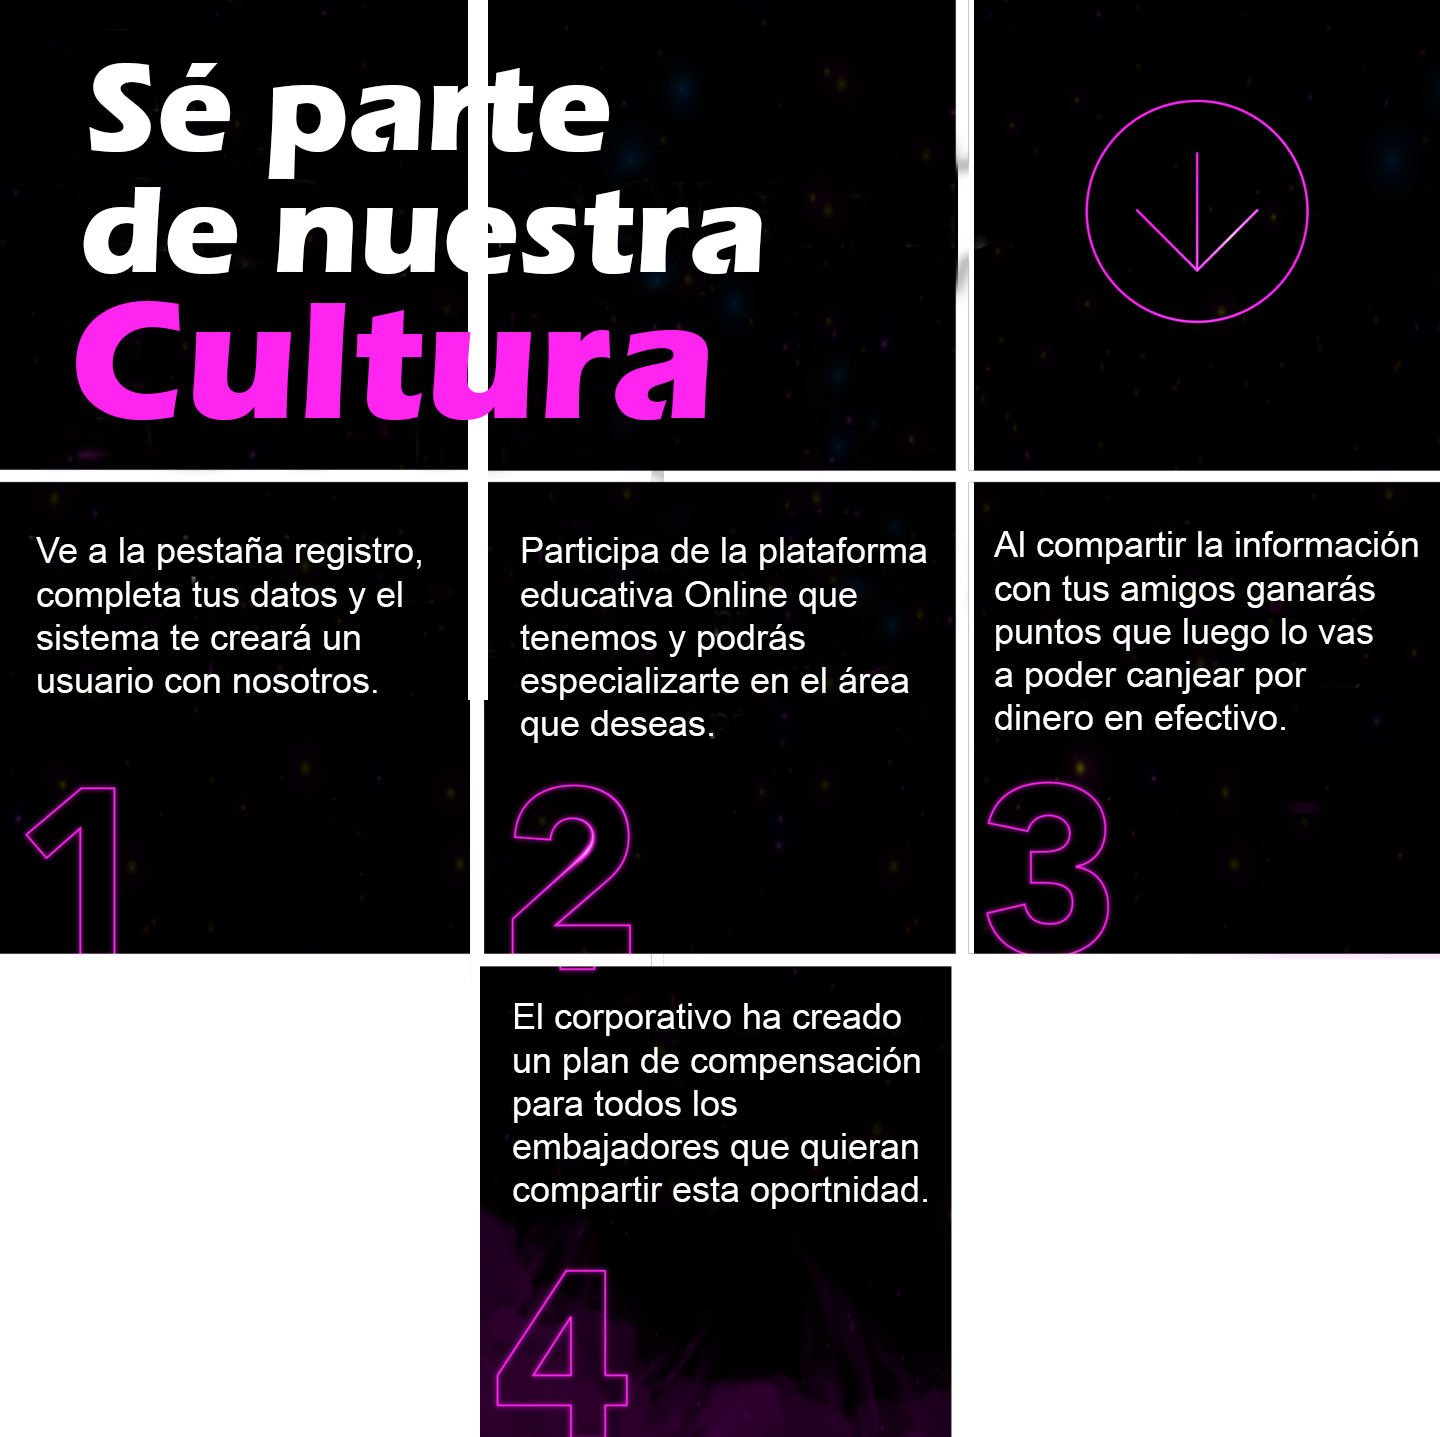 Sé parte
de nuestra
Cultura
Ve a la pestaña registro,
completa tus datos y el
sistema te creará un
usuario con nosotros.
1
Participa de la plataforma
educativa Online que
tenemos y podrás
especializarte en el área
que deseas.
2
Al compartir la información
con tus amigos ganarás
puntos que luego lo vas
a poder canjear por
dinero en efectivo.
3
El corporativo ha creado
un plan de compensación
para todos los
embajadores que quieran
compartir esta oportnidad.
4